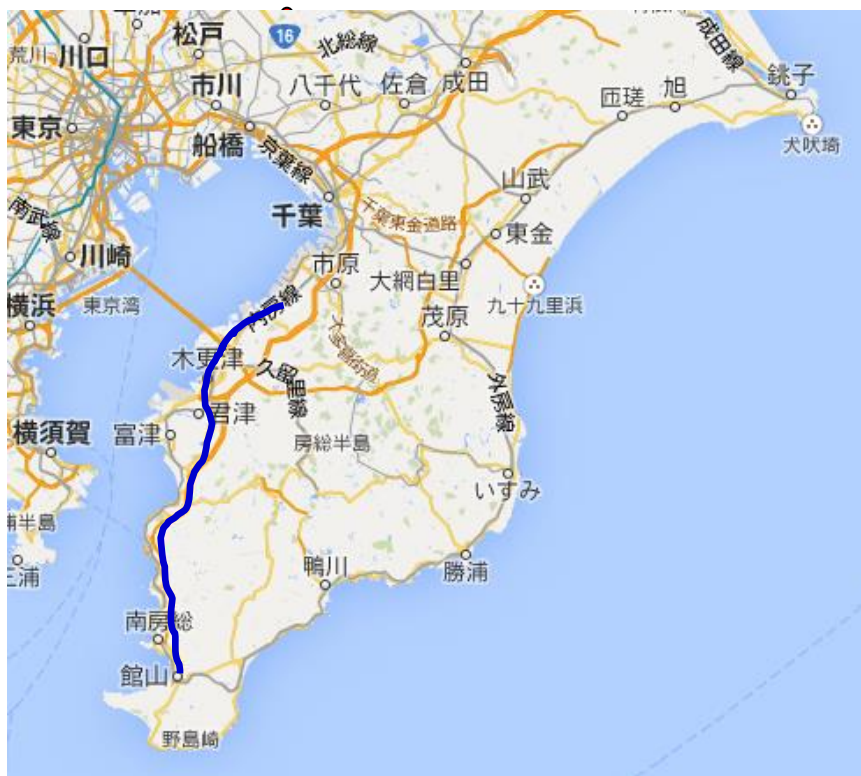 松戸
16
北総線
成田線
荒川
川口
市川
八千代
佐倉
成田
匝瑳
旭
銚子
東京
船橋
京葉線
犬吠埼
南武線
千葉
千葉東金道路
山武
東金
川崎
市原
大網白里
横浜
東京湾
内房線
九十九里浜
茂原
木更津
久留里線
外房線
君津
横須賀
富津
房総半島
いすみ
浦半島
三浦
鴨川
勝浦
南房総
館山
野島崎